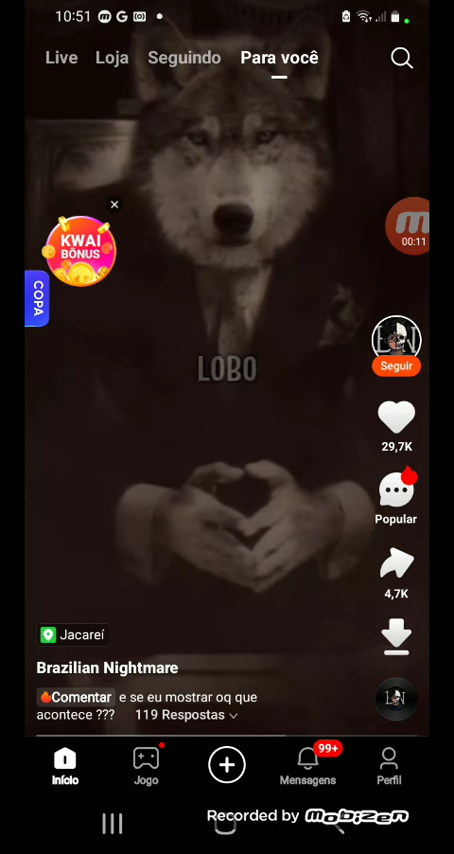 10:51
Live Loja Seguindo Para você
KWAI
BÔNUS
00:11
COPA
LOBO
Seguir
29,7K
Popular
4,7K
Jacareí
Brazilian Nightmare
Comentar e se eu mostrar oq que
acontece ??? 119 Respostas
99+
Início Jogo Mensagens Perfil
Recorded by Mobizen